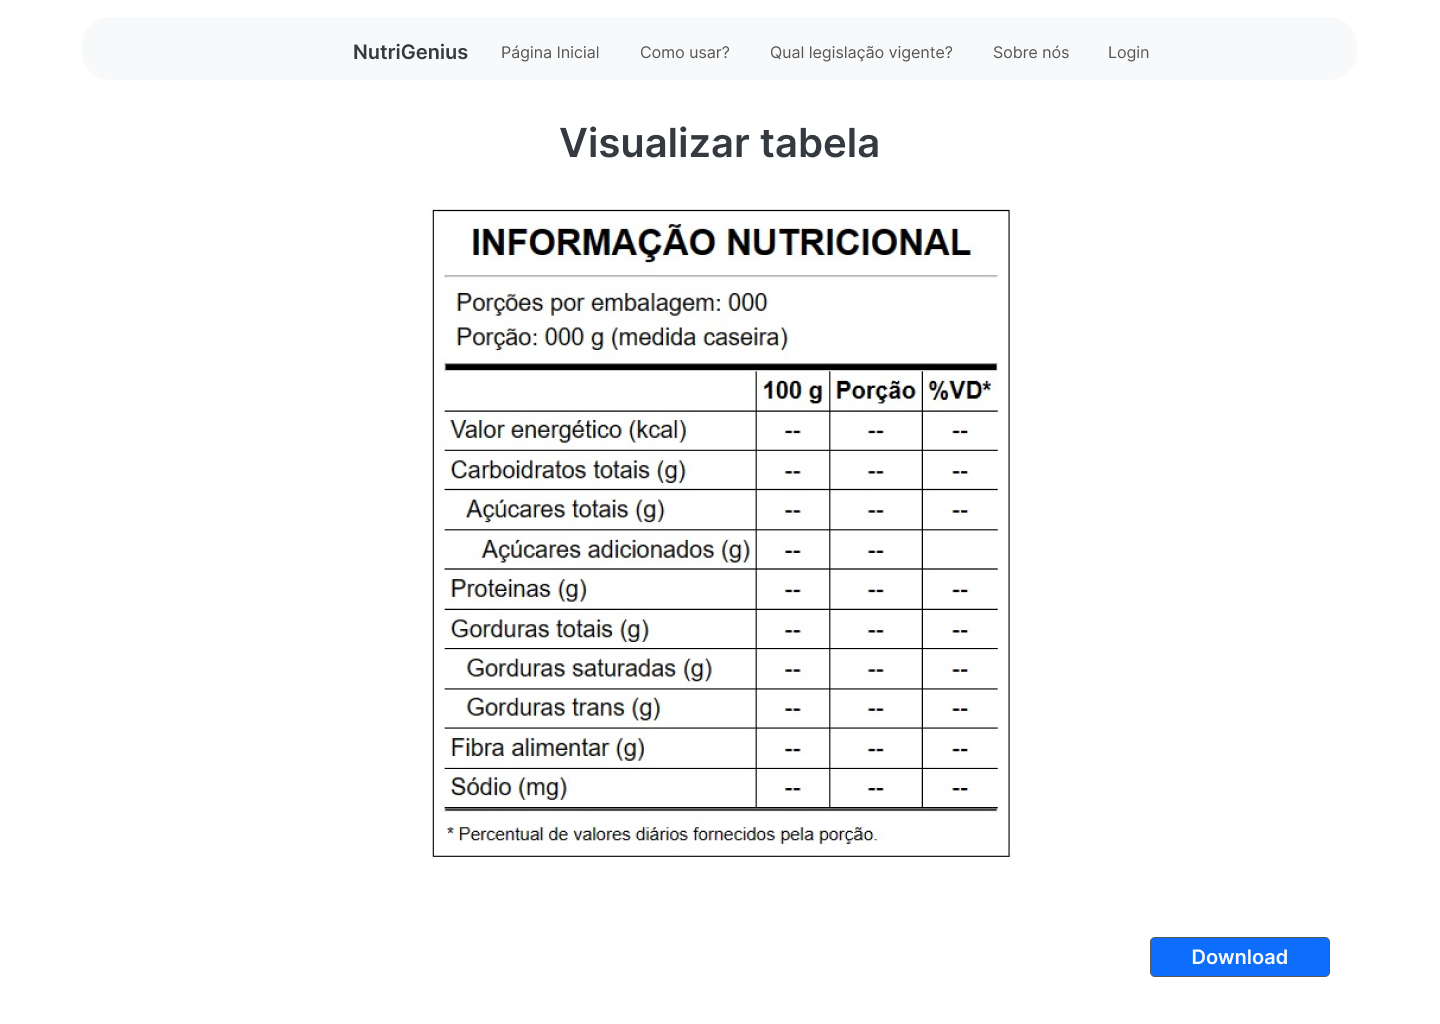 NutriGenius Página Inicial Como usar? Qual legislação vigente? Sobre nós Login
Visualizar tabela
INFORMAÇÃO NUTRICIONAL
Porções por embalagem: 000
Porção: 000 g (medida caseira)
100 g Porção %VD*
Valor energético (kcal) -- -- --
Carboidratos totais (g) -- -- --
Açúcares totais (g) -- -- --
Açúcares adicionados (g) -- --
Proteinas (g) -- -- --
Gorduras totais (g) -- -- --
Gorduras saturadas (g) -- -- --
Gorduras trans (g) -- -- --
Fibra alimentar (g) -- -- --
Sódio (mg) -- -- --
* Percentual de valores diários fornecidos pela porção.
Download